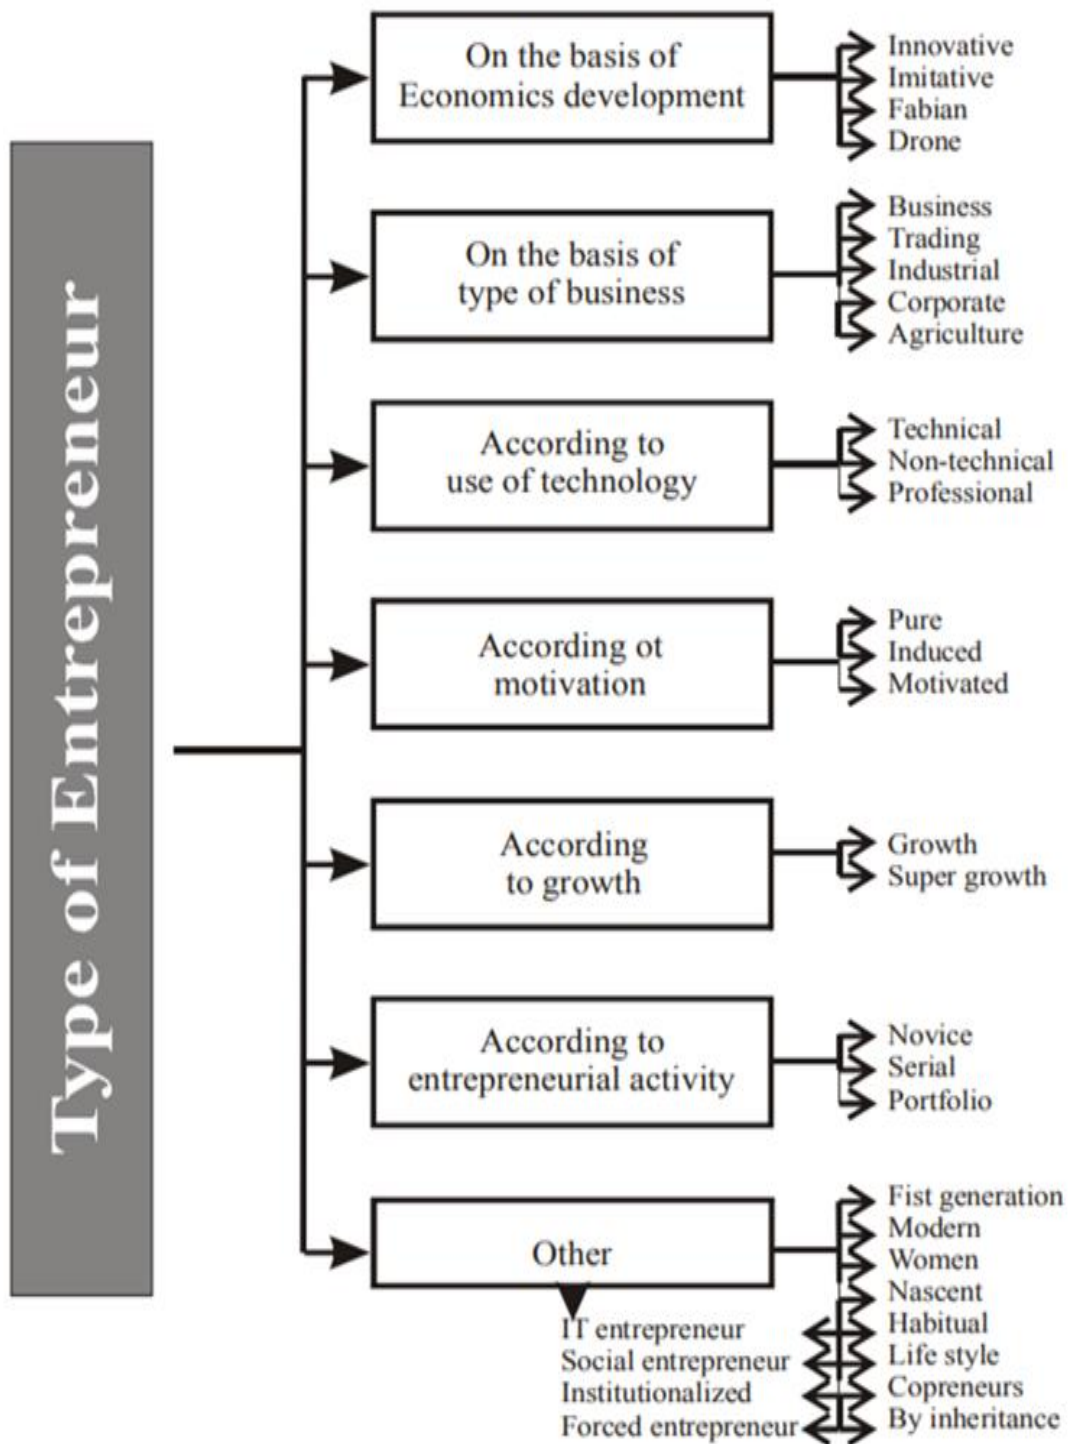 Type of Entrepreneur
On the basis of
Economics development
Innovative
Imitative
Fabian
Drone
On the basis of
type of business
Business
Trading
Industrial
Corporate
Agriculture
According to
use of technology
Technical
Non-technical
Professional
According ot
motivation
Pure
Induced
Motivated
According
to growth
Growth
Super growth
According to
entrepreneurial activity
Novice
Serial
Portfolio
Other
Fist generation
Modern
Women
Nascent
Habitual
Life style
Copreneurs
By inheritance
IT entrepreneur
Social entrepreneur
Institutionalized
Forced entrepreneur